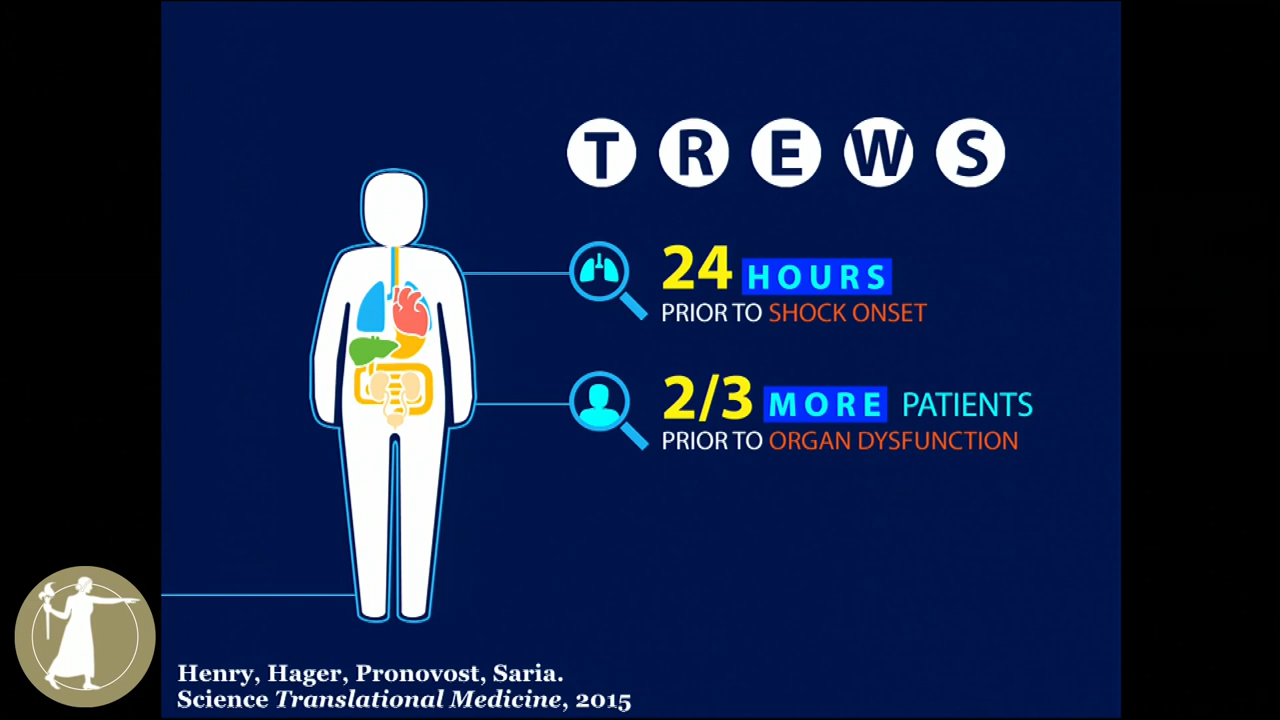 T R E W S
24 HOURS
PRIOR TO SHOCK ONSET
2/3 MORE PATIENTS
PRIOR TO ORGAN DYSFUNCTION
Henry, Hager, Pronovost, Saria.
Science Translational Medicine, 2015